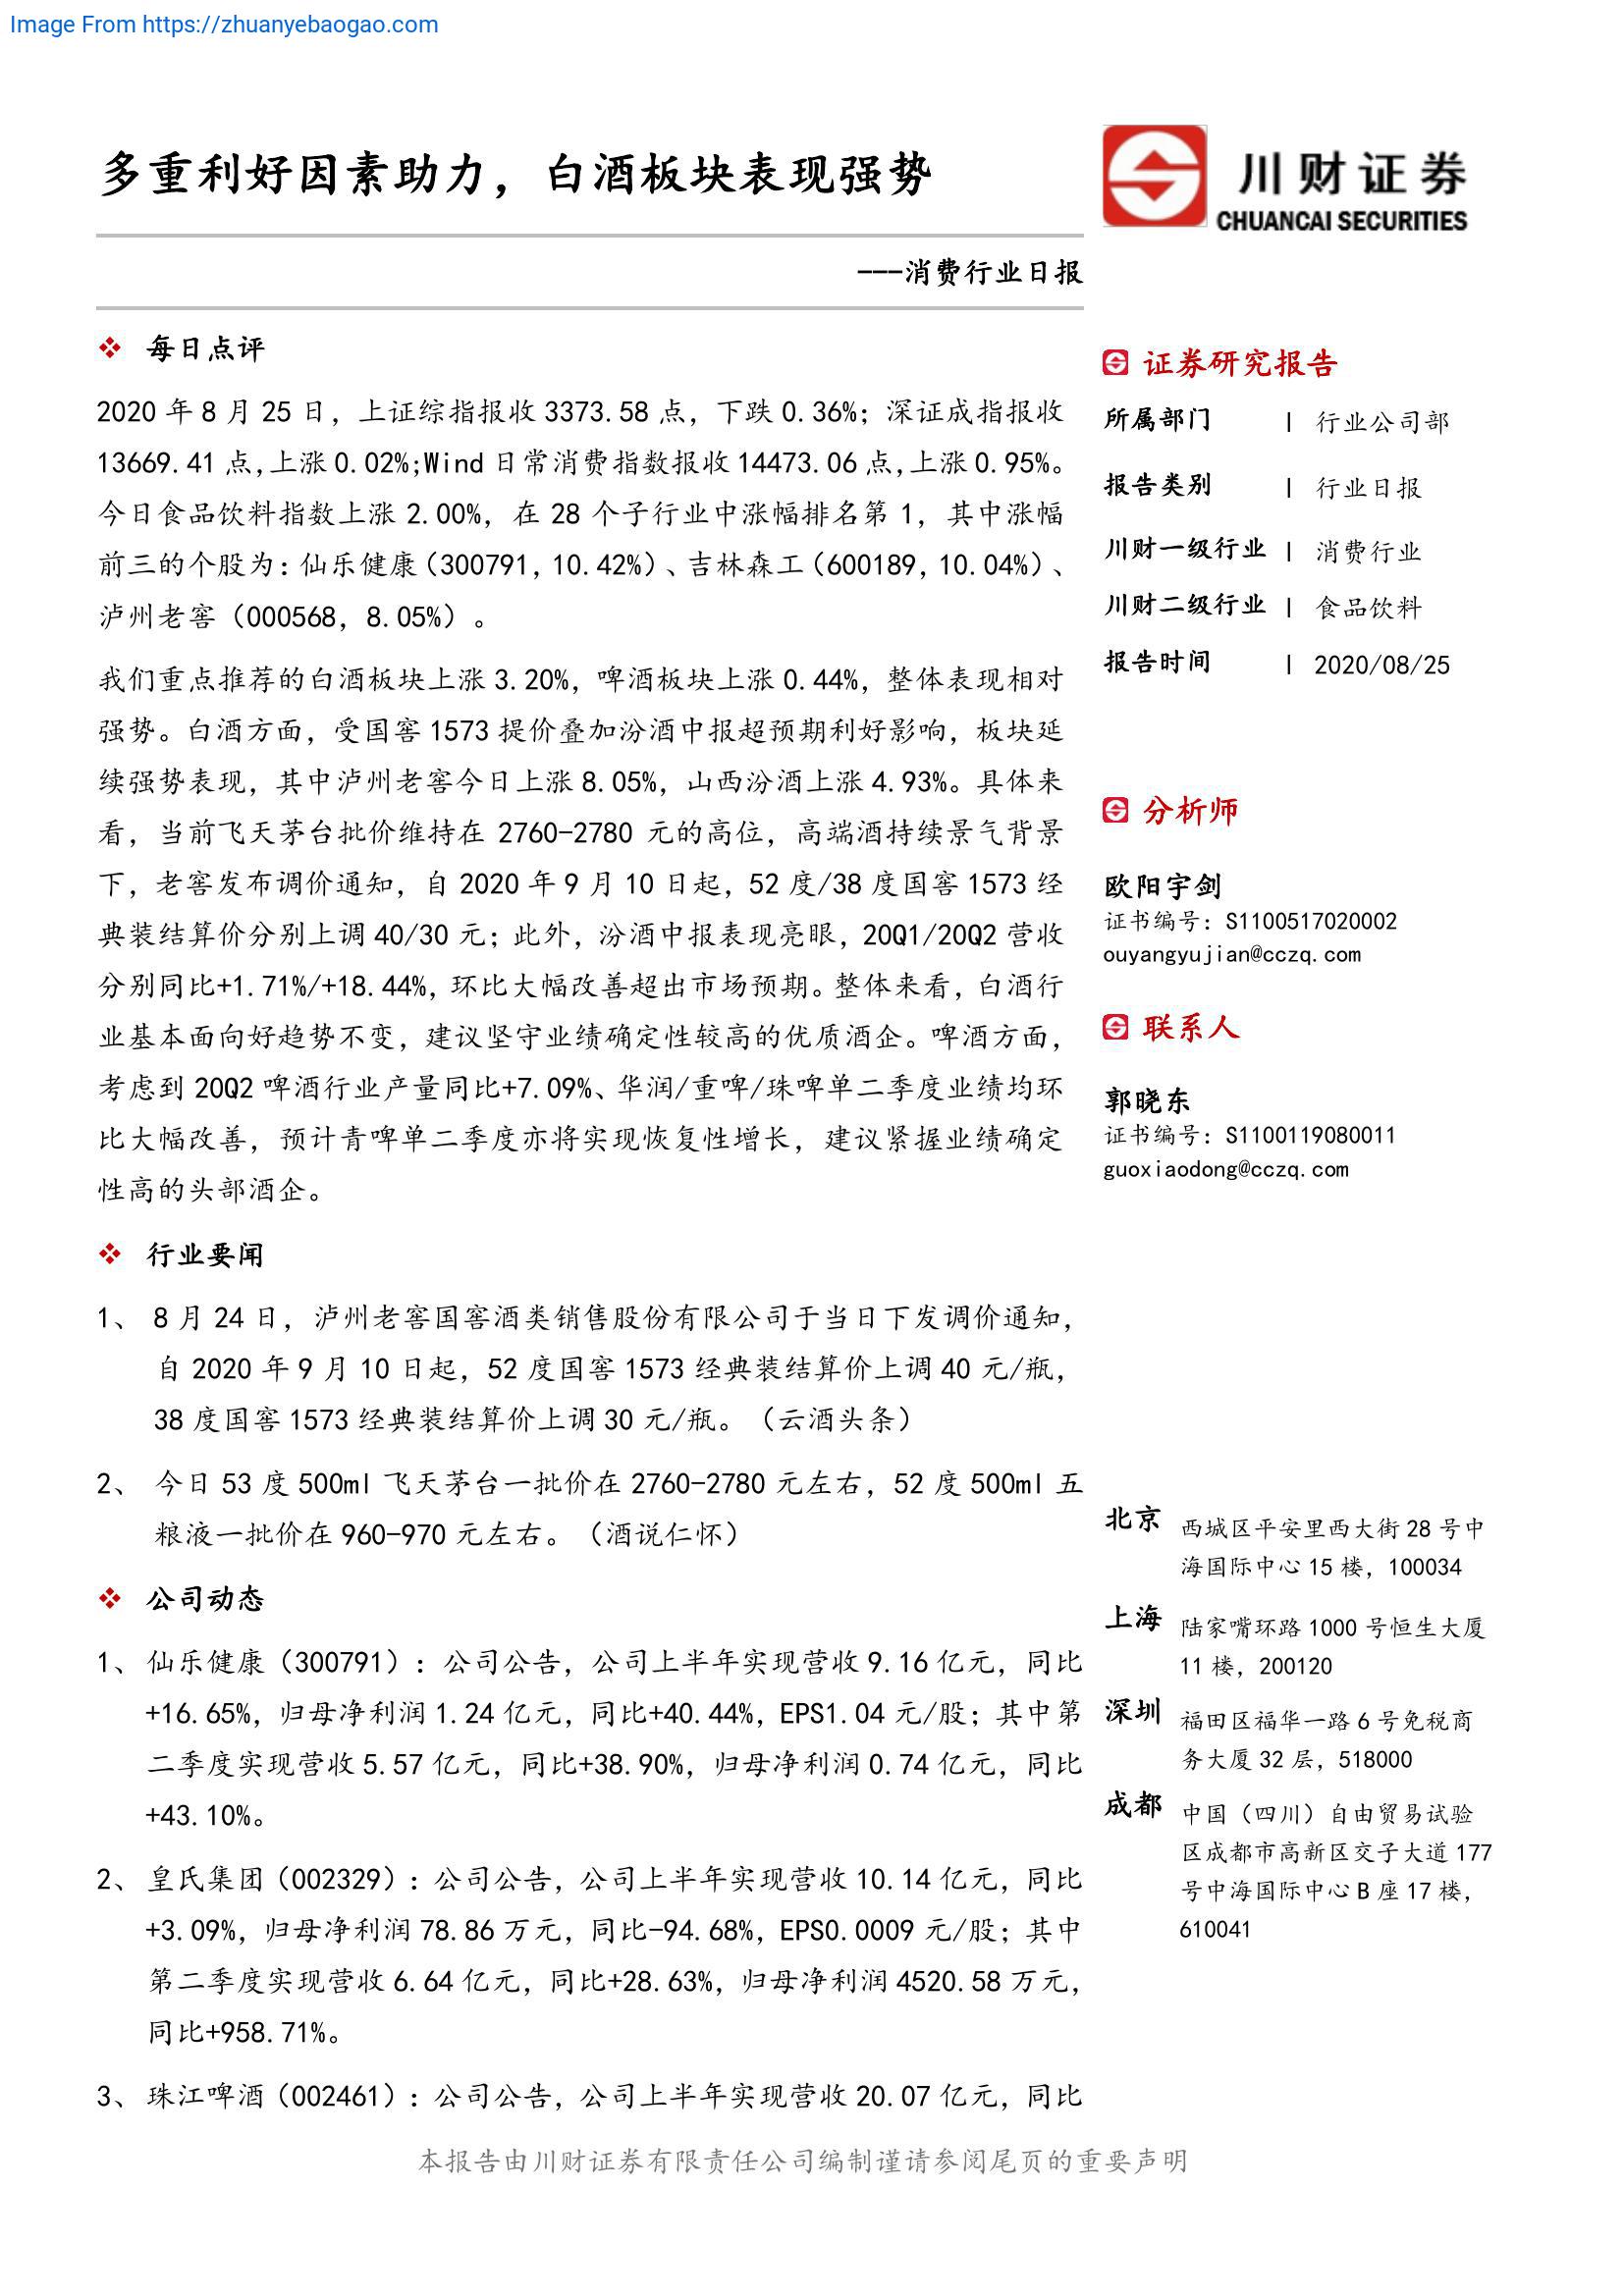 Image From https://zhuanyebaogao.com
多重利好因素助力，白酒板块表现强势
川财证券
CHUANCAI SECURITIES
---消费行业日报
每日点评
2020 年 8 月 25 日，上证综指报收 3373.58 点，下跌 0.36%；深证成指报收
13669.41 点,上涨 0.02%;Wind 日常消费指数报收 14473.06 点,上涨 0.95%。
今日食品饮料指数上涨 2.00%，在 28 个子行业中涨幅排名第 1，其中涨幅
前三的个股为：仙乐健康（300791，10.42%）、吉林森工（600189，10.04%）、
泸州老窖（000568，8.05%）。
我们重点推荐的白酒板块上涨 3.20%，啤酒板块上涨 0.44%，整体表现相对
强势。白酒方面，受国窖 1573 提价叠加汾酒中报超预期利好影响，板块延
续强势表现，其中泸州老窖今日上涨 8.05%，山西汾酒上涨 4.93%。具体来
看，当前飞天茅台批价维持在 2760-2780 元的高位，高端酒持续景气背景
下，老窖发布调价通知，自 2020 年 9 月 10 日起，52 度/38 度国窖 1573 经
典装结算价分别上调 40/30 元；此外，汾酒中报表现亮眼，20Q1/20Q2 营收
分别同比+1.71%/+18.44%，环比大幅改善超出市场预期。整体来看，白酒行
业基本面向好趋势不变，建议坚守业绩确定性较高的优质酒企。啤酒方面，
考虑到 20Q2 啤酒行业产量同比+7.09%、华润/重啤/珠啤单二季度业绩均环
比大幅改善，预计青啤单二季度亦将实现恢复性增长，建议紧握业绩确定
性高的头部酒企。
行业要闻
1、 8 月 24 日，泸州老窖国窖酒类销售股份有限公司于当日下发调价通知，
自 2020 年 9 月 10 日起，52 度国窖 1573 经典装结算价上调 40 元/瓶，
38 度国窖 1573 经典装结算价上调 30 元/瓶。（云酒头条）
2、 今日 53 度 500ml 飞天茅台一批价在 2760-2780 元左右，52 度 500ml 五
粮液一批价在 960-970 元左右。（酒说仁怀）
公司动态
1、 仙乐健康（300791）：公司公告，公司上半年实现营收 9.16 亿元，同比
+16.65%，归母净利润 1.24 亿元，同比+40.44%，EPS1.04 元/股；其中第
二季度实现营收 5.57 亿元，同比+38.90%，归母净利润 0.74 亿元，同比
+43.10%。
2、 皇氏集团（002329）：公司公告，公司上半年实现营收 10.14 亿元，同比
+3.09%，归母净利润 78.86 万元，同比-94.68%，EPS0.0009 元/股；其中
第二季度实现营收 6.64 亿元，同比+28.63%，归母净利润 4520.58 万元，
同比+958.71%。
3、 珠江啤酒（002461）：公司公告，公司上半年实现营收 20.07 亿元，同比
证券研究报告
所属部门 | 行业公司部
报告类别 | 行业日报
川财一级行业 | 消费行业
川财二级行业 | 食品饮料
报告时间 | 2020/08/25
分析师
欧阳宇剑
证书编号：S1100517020002
ouyangyujian@cczq.com
联系人
郭晓东
证书编号：S1100119080011
guoxiaodong@cczq.com
北京 西城区平安里西大街 28 号中
海国际中心 15 楼，100034
上海 陆家嘴环路 1000 号恒生大厦
11 楼，200120
深圳 福田区福华一路 6 号免税商
务大厦 32 层，518000
成都 中国（四川）自由贸易试验
区成都市高新区交子大道 177
号中海国际中心 B 座 17 楼，
610041
本报告由川财证券有限责任公司编制谨请参阅尾页的重要声明